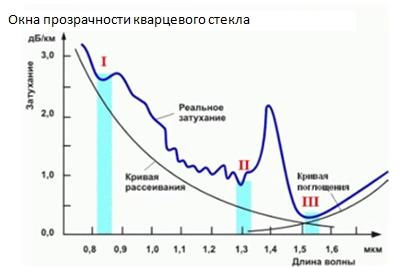 Окна прозрачности кварцевого стекла
дБ/км
3,0
2,0
1,0
0,0
Затухание
I
Реальное
затухание
Кривая
рассеивания
II
Кривая
поглощения
III
0,8 0,9 1,0 1,1 1,2 1,3 1,4 1,5 1,6 мкм
Длина волны